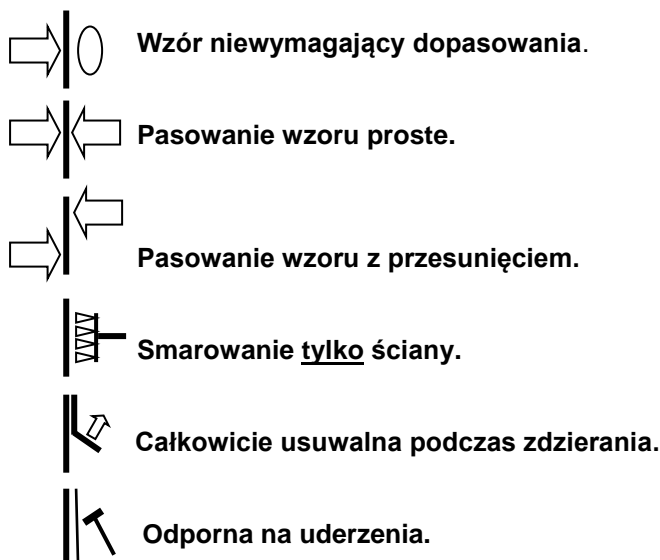 Wzór niewymagający dopasowania.
Pasowanie wzoru proste.
Pasowanie wzoru z przesunięciem.
Smarowanie tylko ściany.
Całkowicie usuwalna podczas zdzierania.
Odporna na uderzenia.